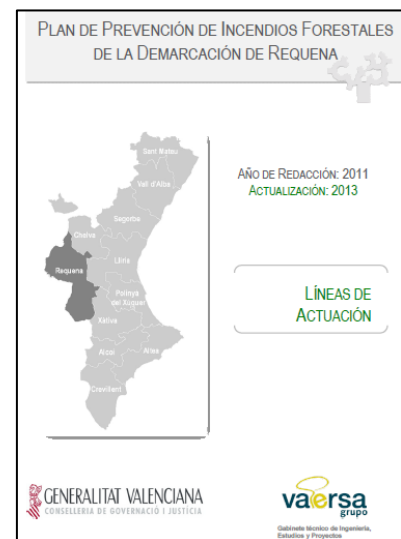 PLAN DE PREVENCIÓN DE INCENDIOS FORESTALES
DE LA DEMARCACIÓN DE REQUENA
Sant Mateu
Vall d'Alba
Segorbe
Chelva
Llíria
Requena
Polinyà
del Xúquer
Xàtiva
Alcoi
Altea
Crevillent
AÑO DE REDACCIÓN: 2011
ACTUALIZACIÓN: 2013
LÍNEAS DE
ACTUACIÓN
GENERALITAT VALENCIANA
CONSELLERIA DE GOVERNACIÓ I JUSTÍCIA
vaersa
grupo
Gabinete técnico de Ingeniería,
Estudios y Proyectos